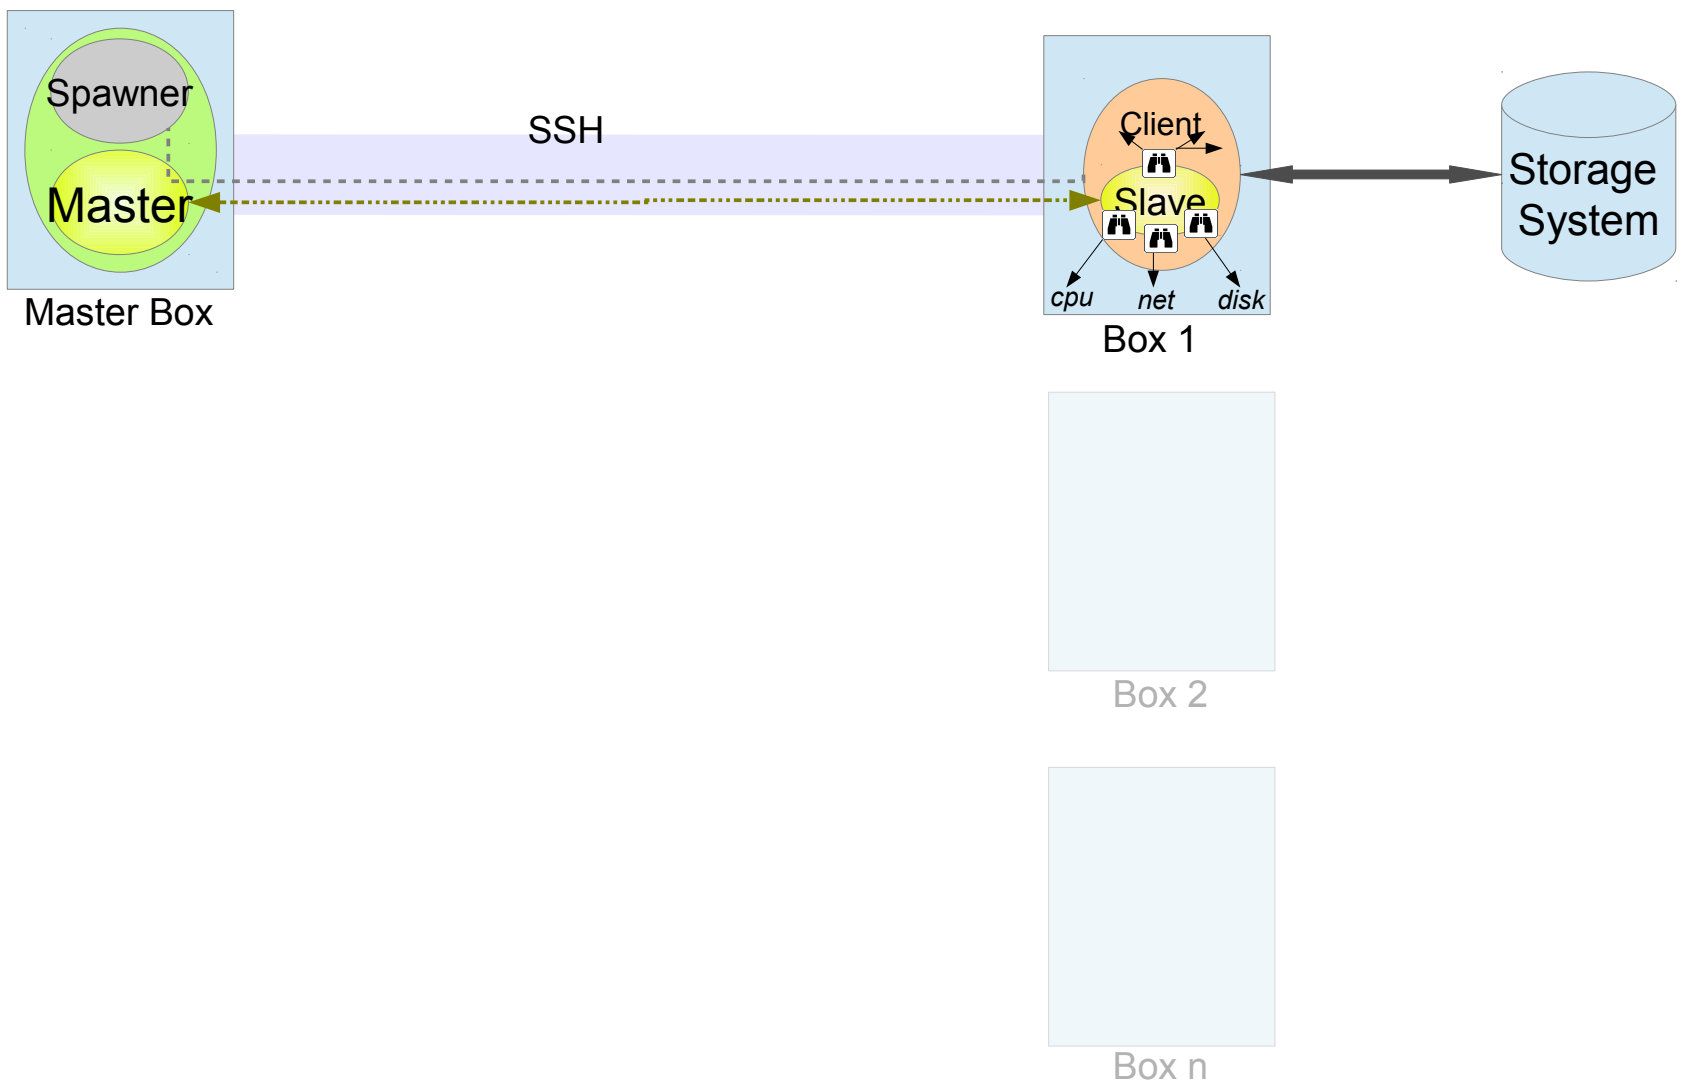 Spawner
Master
Master Box
SSH
Client
Slave
cpu
net
disk
Box 1
Storage
System
Box 2
Box n